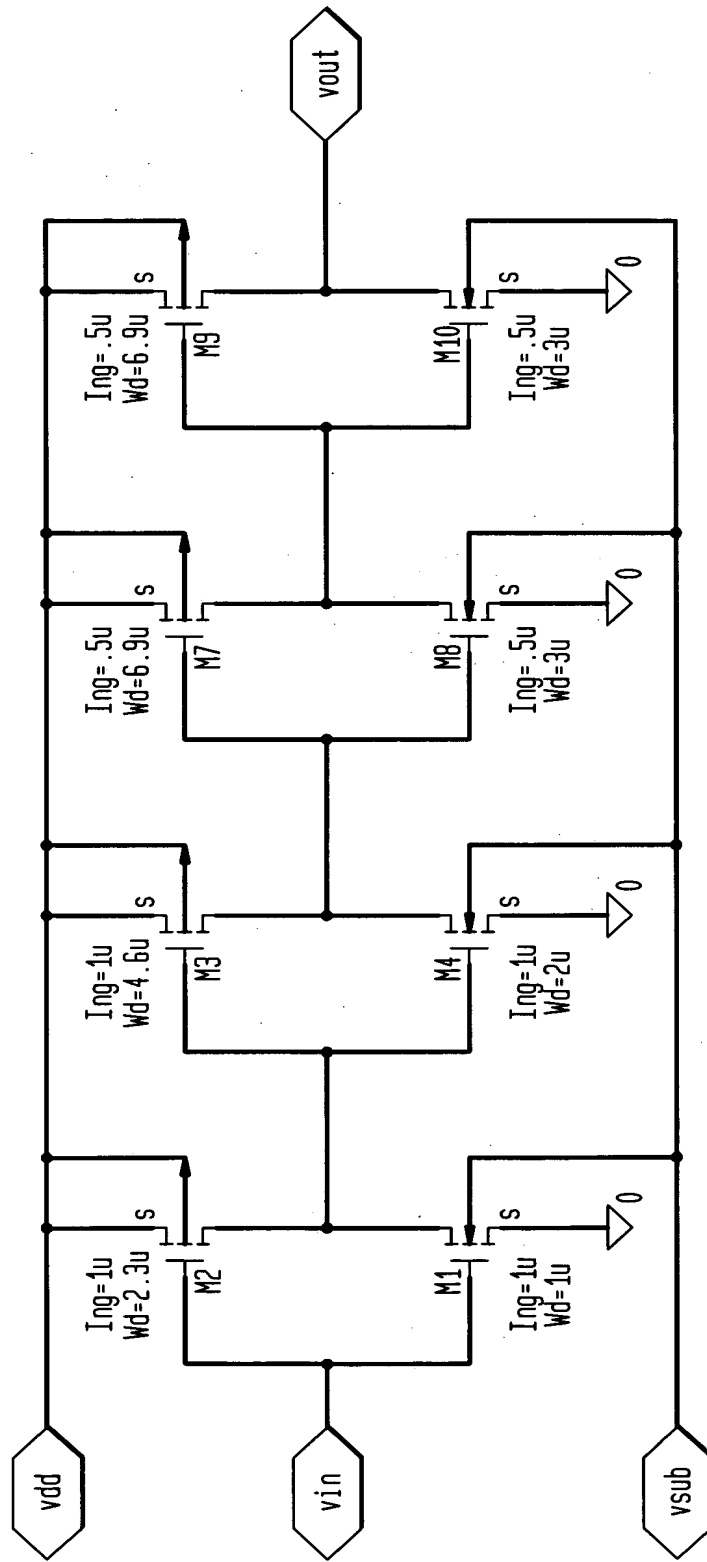 vdd
vin
vsub
Ing=1u
Wd=2.3u
S
M2
M1
S
Ing=1u
Wd=1u
0
Ing=1u
Wd=4.6u
S
M3
M4
S
Ing=1u
Wd=2u
0
Ing=.5u
Wd=6.9u
S
M7
M8
S
Ing=.5u
Wd=3u
0
Ing=.5u
Wd=6.9u
S
M9
M10
S
Ing=.5u
Wd=3u
0
vout